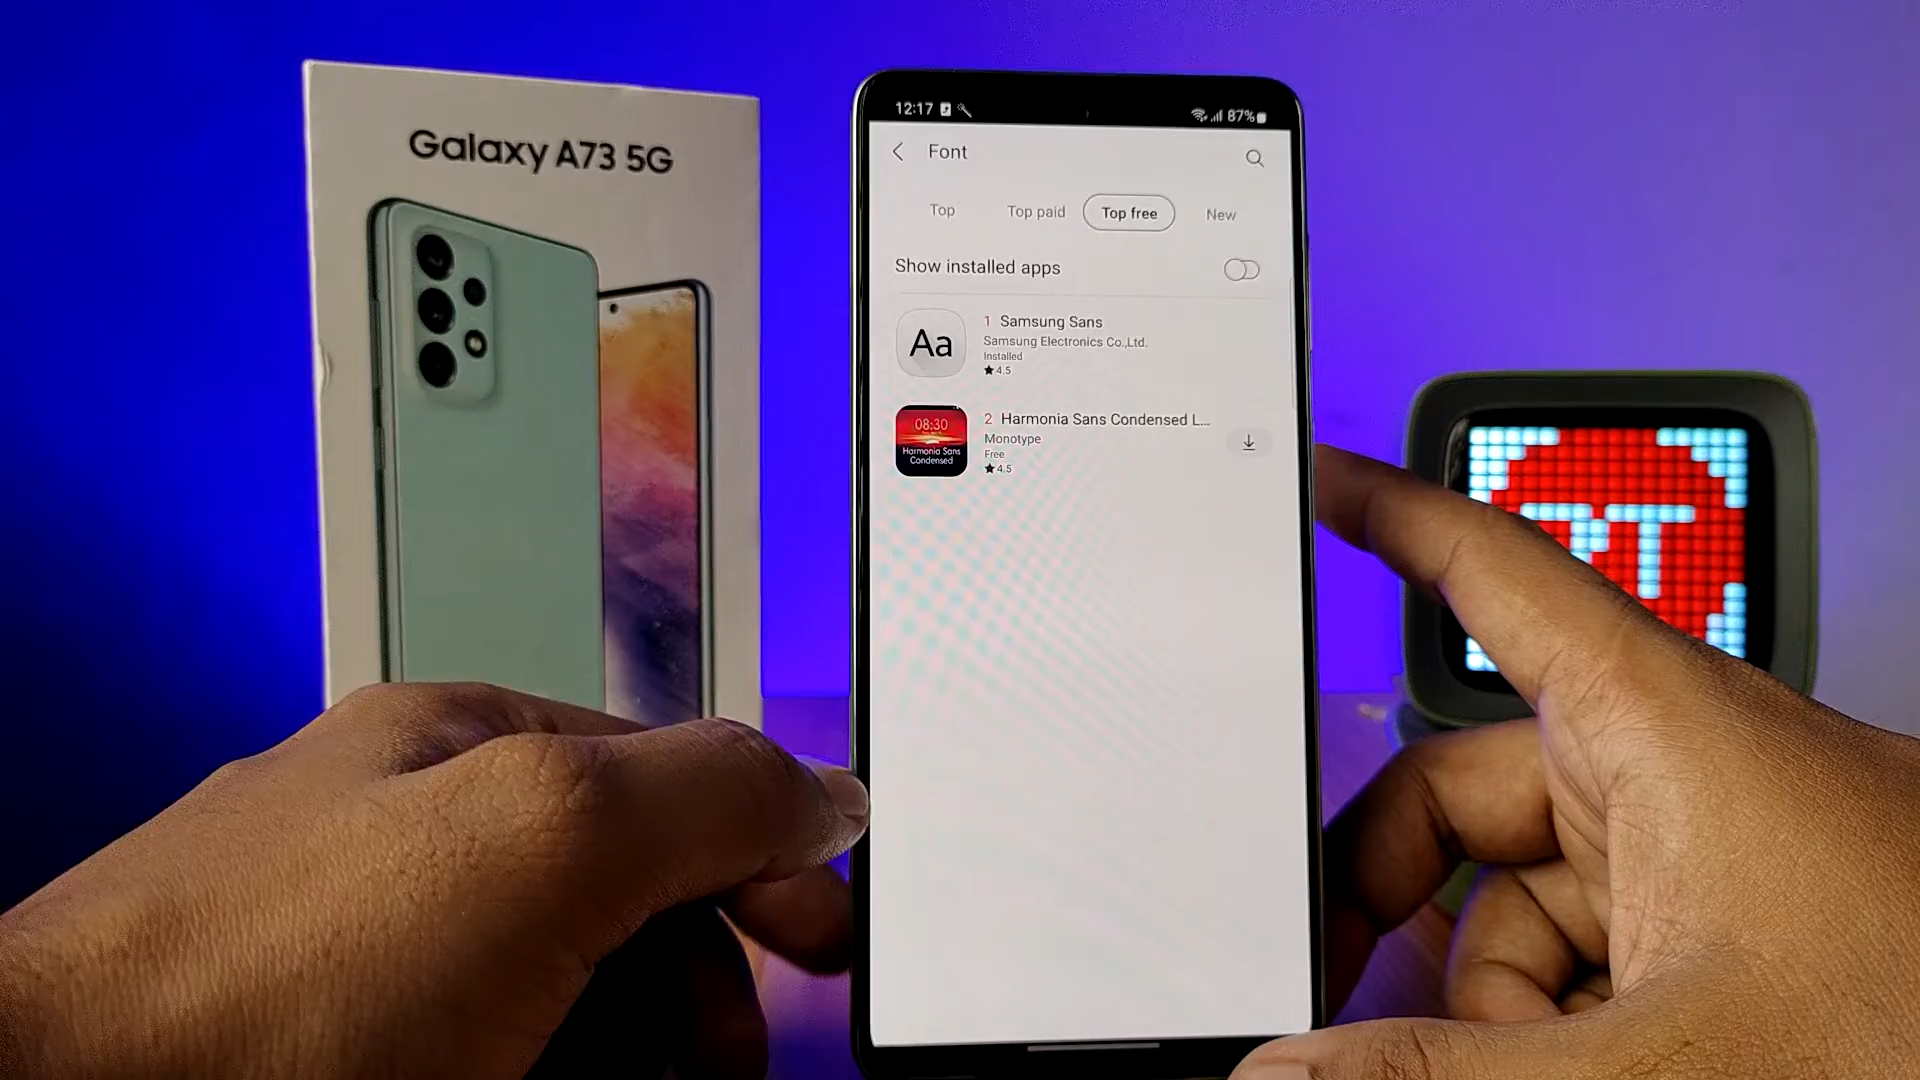 Galaxy A73 5G
12:17
87%
Font
Top
Top paid
Top free
New
Show installed apps
Aa
1 Samsung Sans
Samsung Electronics Co.,Ltd.
Installed
★ 4.5
08:30
Harmonia Sans
Condensed
2 Harmonia Sans Condensed L...
Monotype
Free
★ 4.5